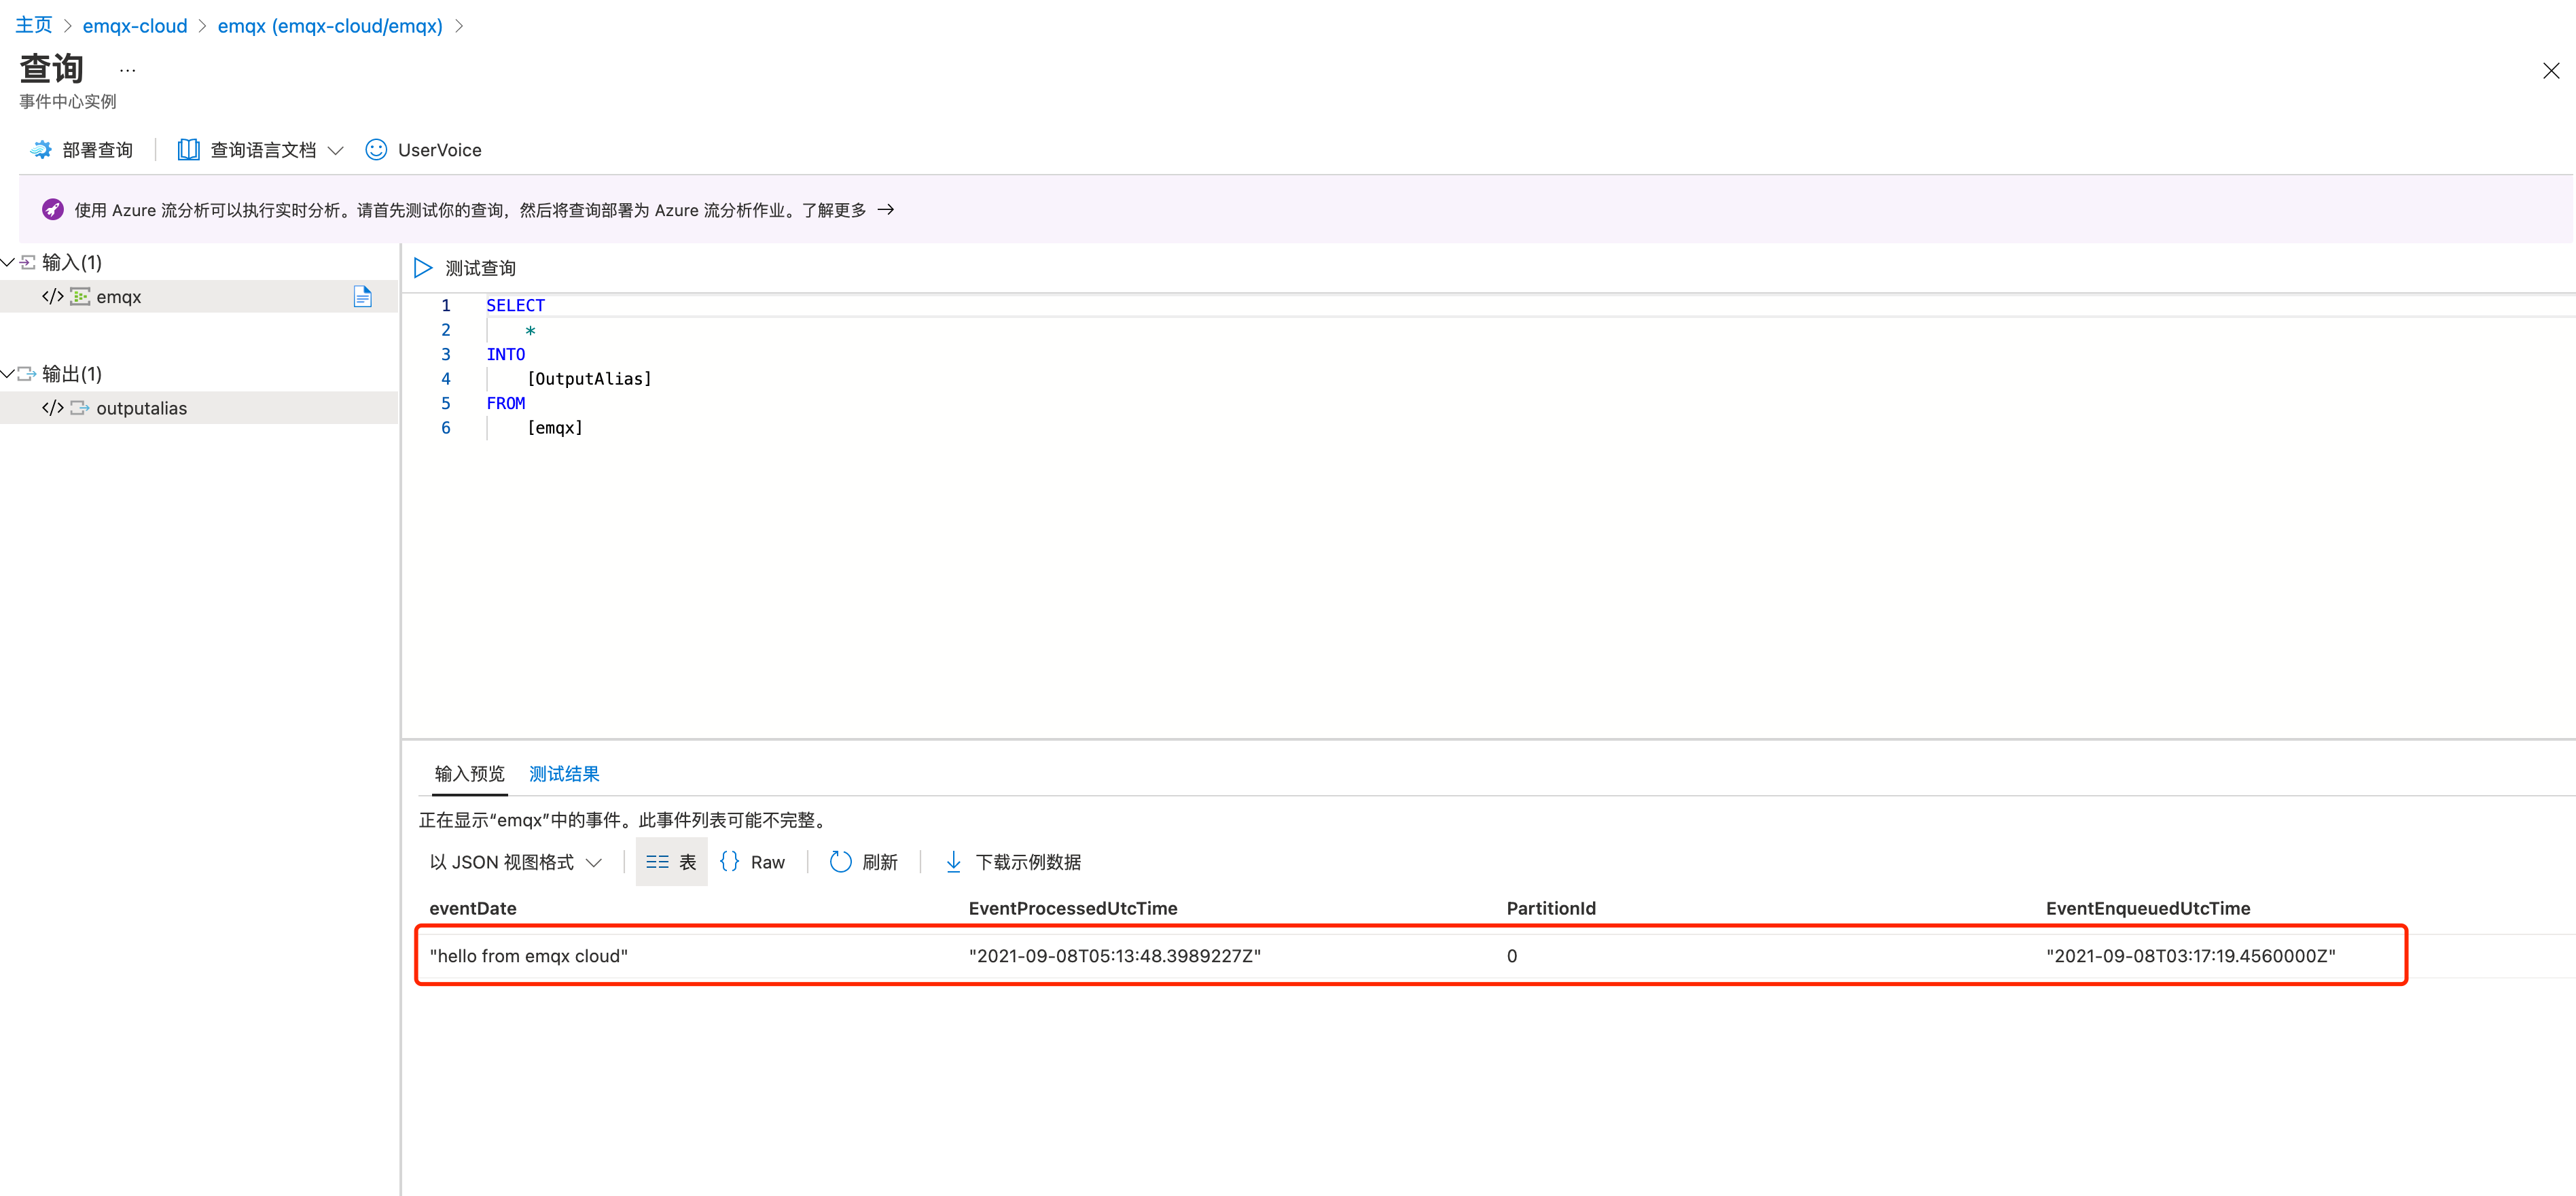 主页 > emqx-cloud > emqx (emqx-cloud/emqx) >
查询 ...
事件中心实例
部署查询 查询语言文档 UserVoice
使用 Azure 流分析可以执行实时分析。请首先测试你的查询，然后将查询部署为 Azure 流分析作业。了解更多 →
输入(1)
</> emqx
输出(1)
</> outputalias
测试查询
1 SELECT
2 *
3 INTO
4 [OutputAlias]
5 FROM
6 [emqx]
输入预览 测试结果
正在显示“emqx”中的事件。此事件列表可能不完整。
以 JSON 视图格式 表 {} Raw 刷新 下载示例数据
eventDate EventProcessedUtcTime PartitionId EventEnqueuedUtcTime
"hello from emqx cloud" "2021-09-08T05:13:48.3989227Z" 0 "2021-09-08T03:17:19.4560000Z"